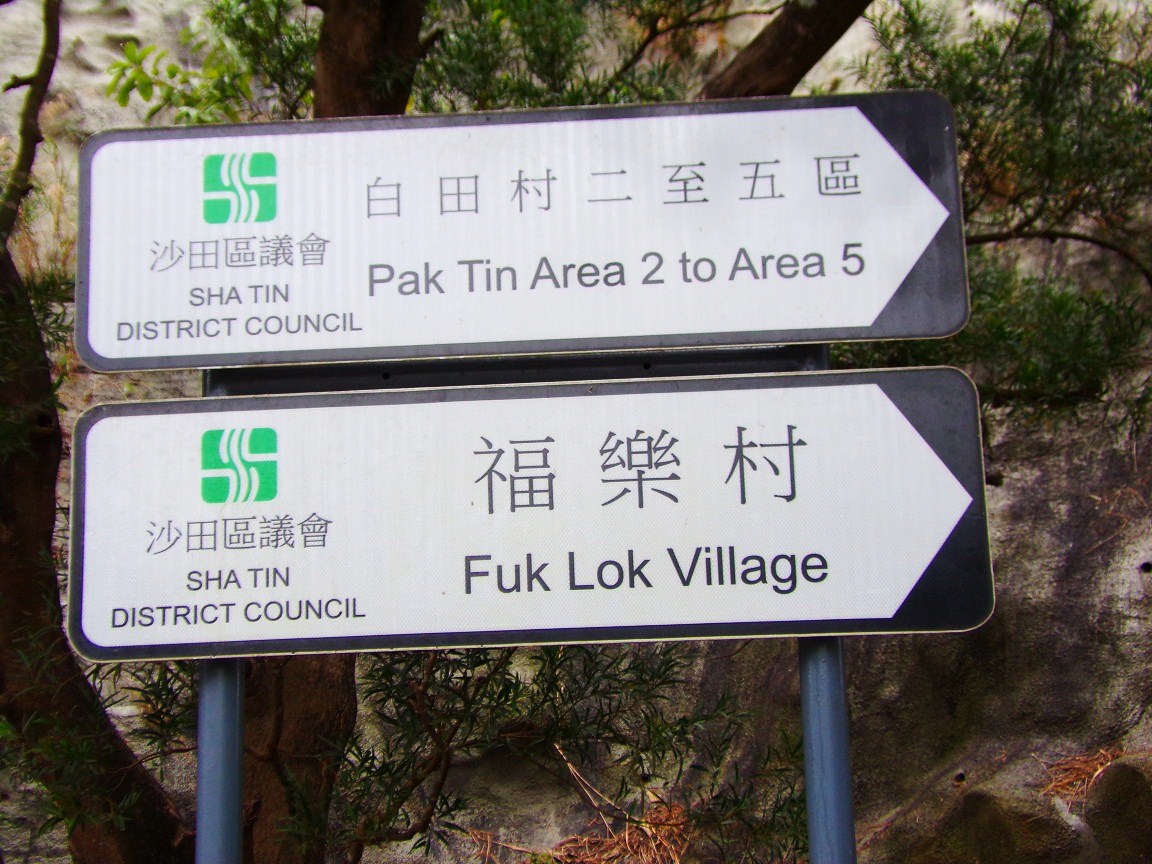 沙田區議會
SHA TIN
DISTRICT COUNCIL
白田村二至五區
Pak Tin Area 2 to Area 5
沙田區議會
SHA TIN
DISTRICT COUNCIL
福樂村
Fuk Lok Village